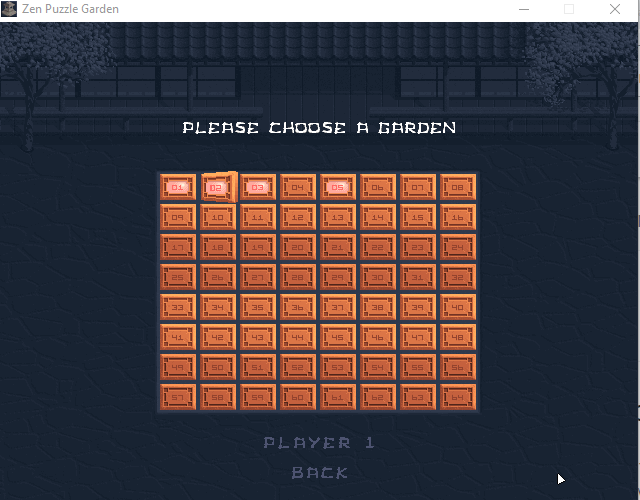 Zen Puzzle Garden
PLEASE CHOOSE A GARDEN
01 02 03 04 05 06 07 08
09 10 11 12 13 14 15 16
17 18 19 20 21 22 23 24
25 26 27 28 29 30 31 32
33 34 35 36 37 38 39 40
41 42 43 44 45 46 47 48
49 50 51 52 53 54 55 56
57 58 59 60 61 62 63 64
PLAYER 1
BACK